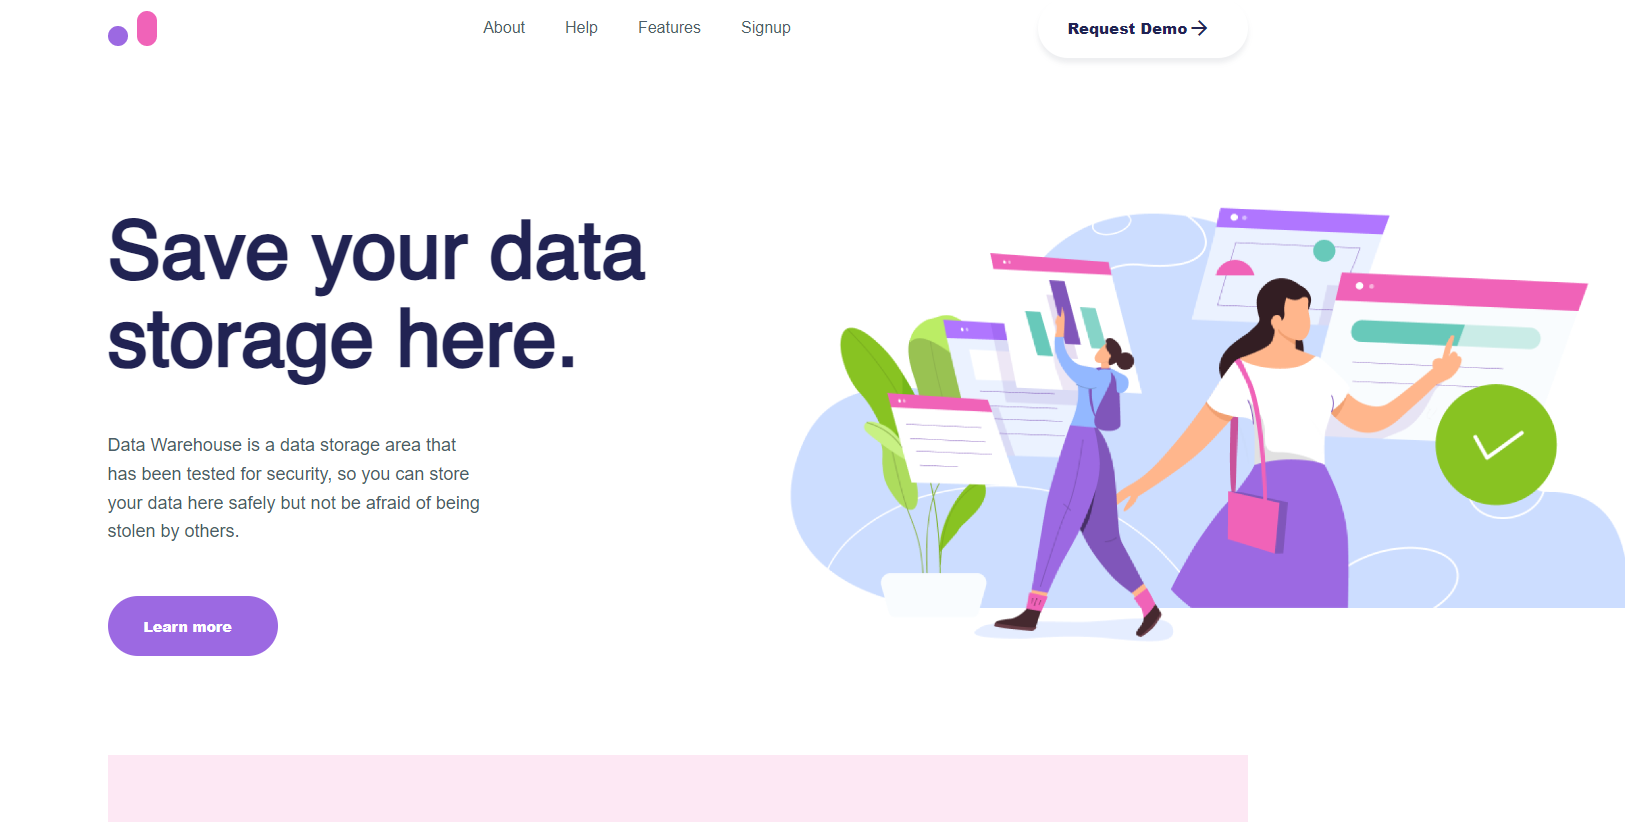 About
Help
Features
Signup
Request Demo
Save your data
storage here.
Data Warehouse is a data storage area that
has been tested for security, so you can store
your data here safely but not be afraid of being
stolen by others.
Learn more